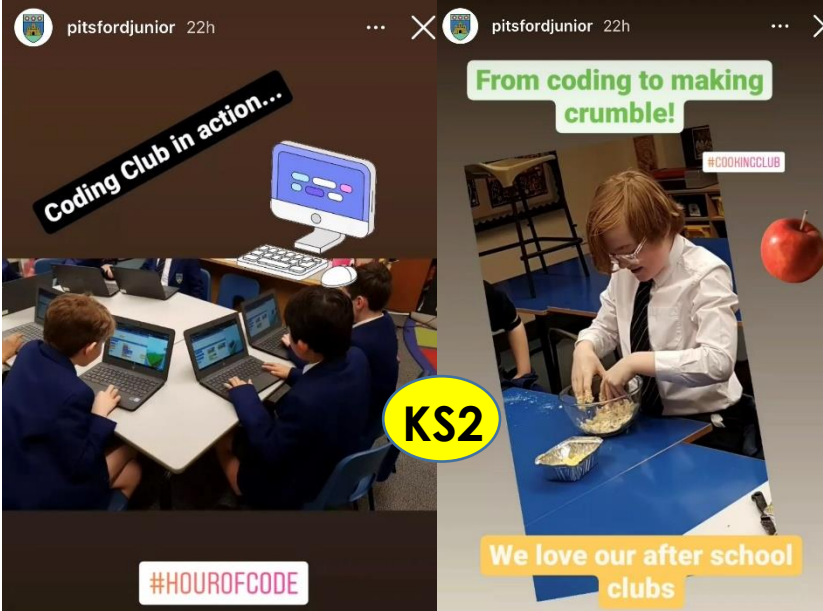 pitsfordjunior 22h
Coding Club in action...
#HOUROFCODE
KS2
pitsfordjunior 22h
From coding to making
crumble!
#COOKINGCLUB
We love our after school
clubs